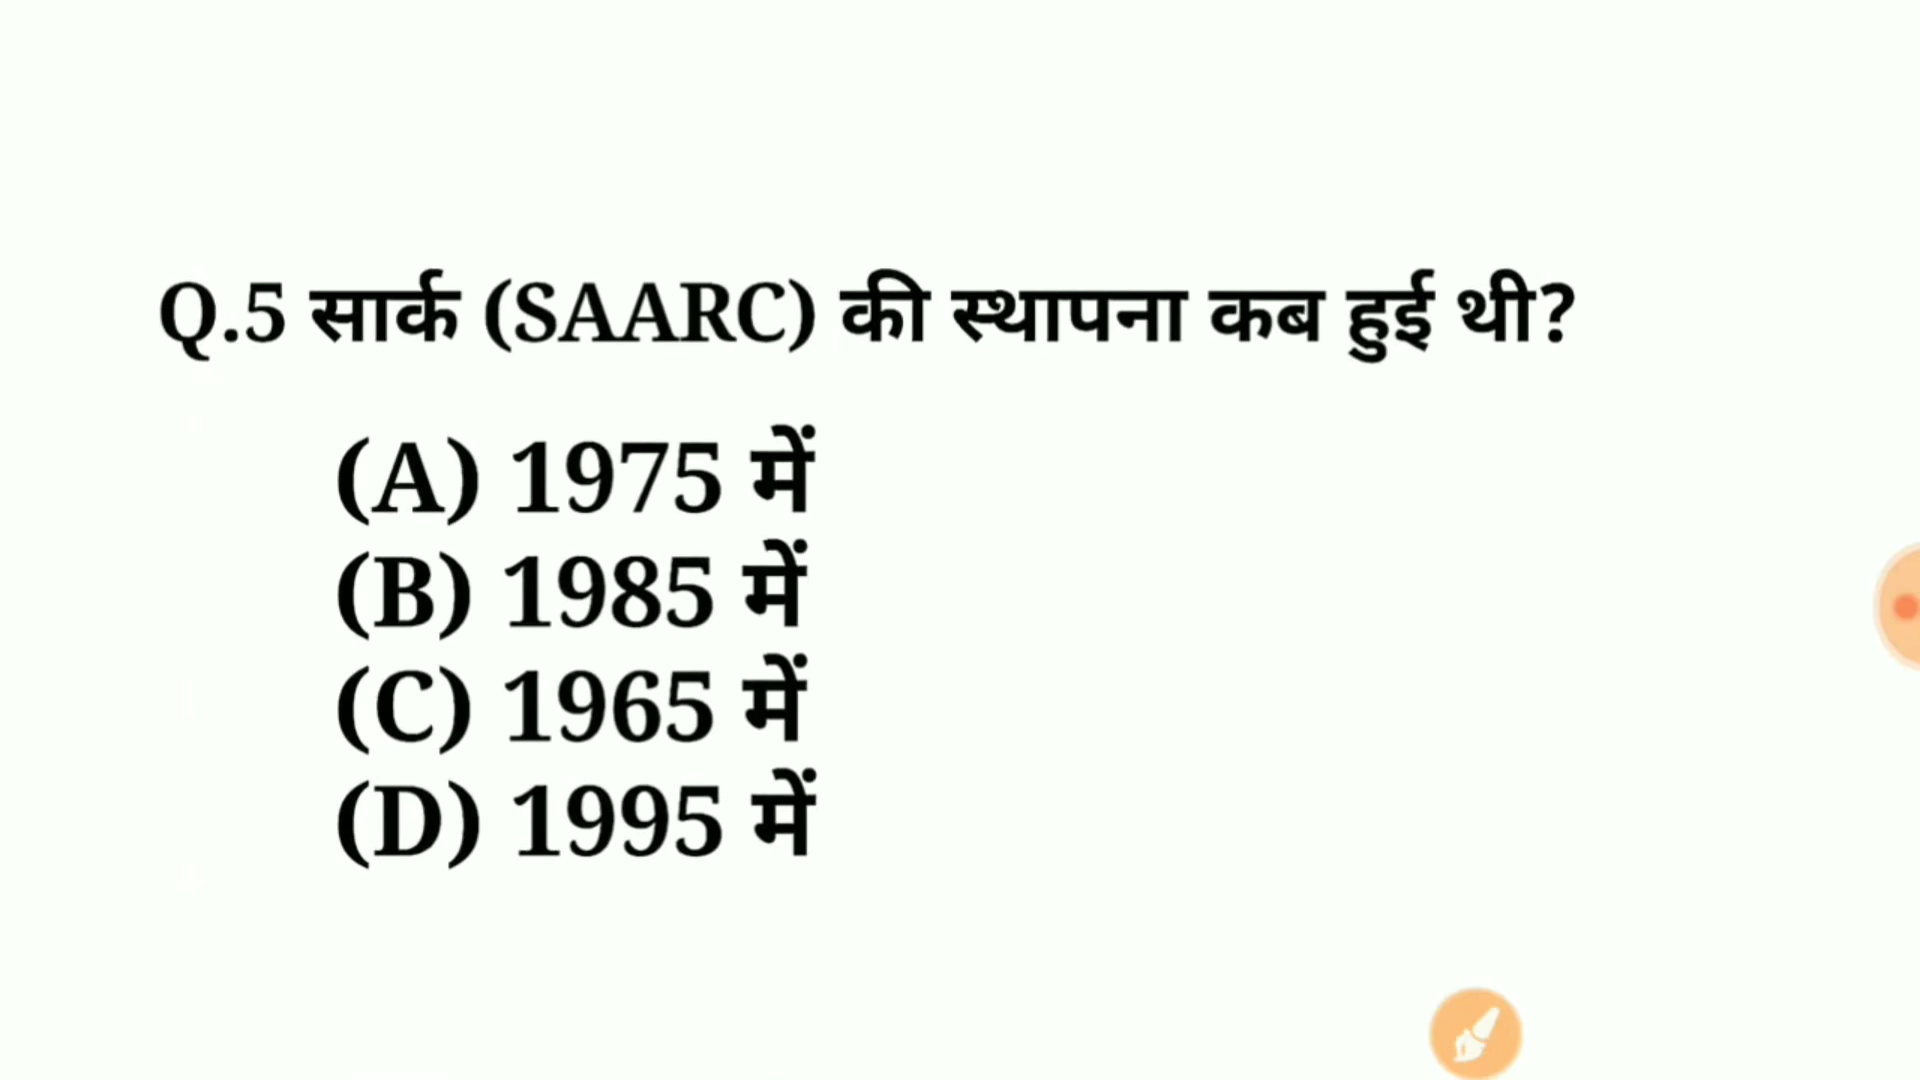 Q.5 सार्क (SAARC) की स्थापना कब हुई थी?
(A) 1975 में
(B) 1985 में
(C) 1965 में
(D) 1995 में